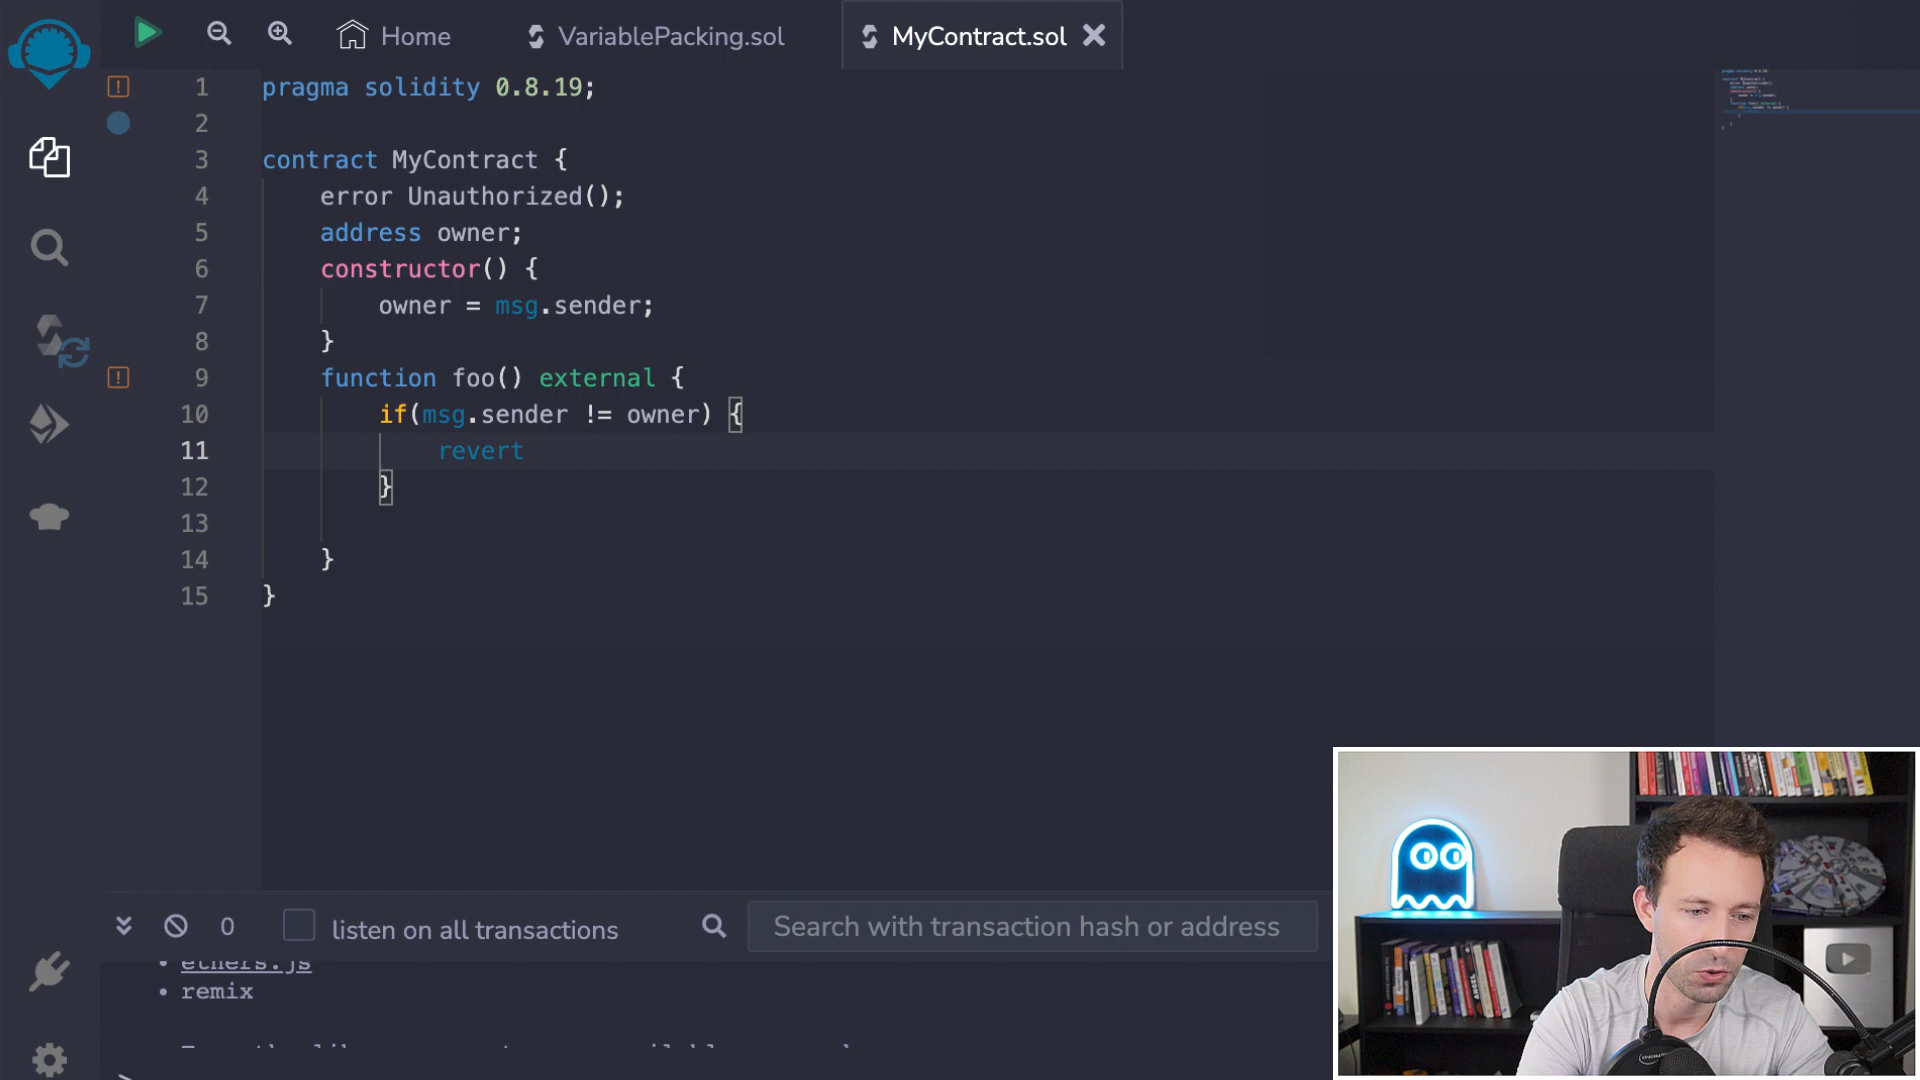 Home
VariablePacking.sol
MyContract.sol
1 pragma solidity 0.8.19;
2
3 contract MyContract {
4 error Unauthorized();
5 address owner;
6 constructor() {
7 owner = msg.sender;
8 }
9 function foo() external {
10 if(msg.sender != owner) {
11 revert
12 }
13
14 }
15 }
0
listen on all transactions
Search with transaction hash or address
• ethers.js
• remix